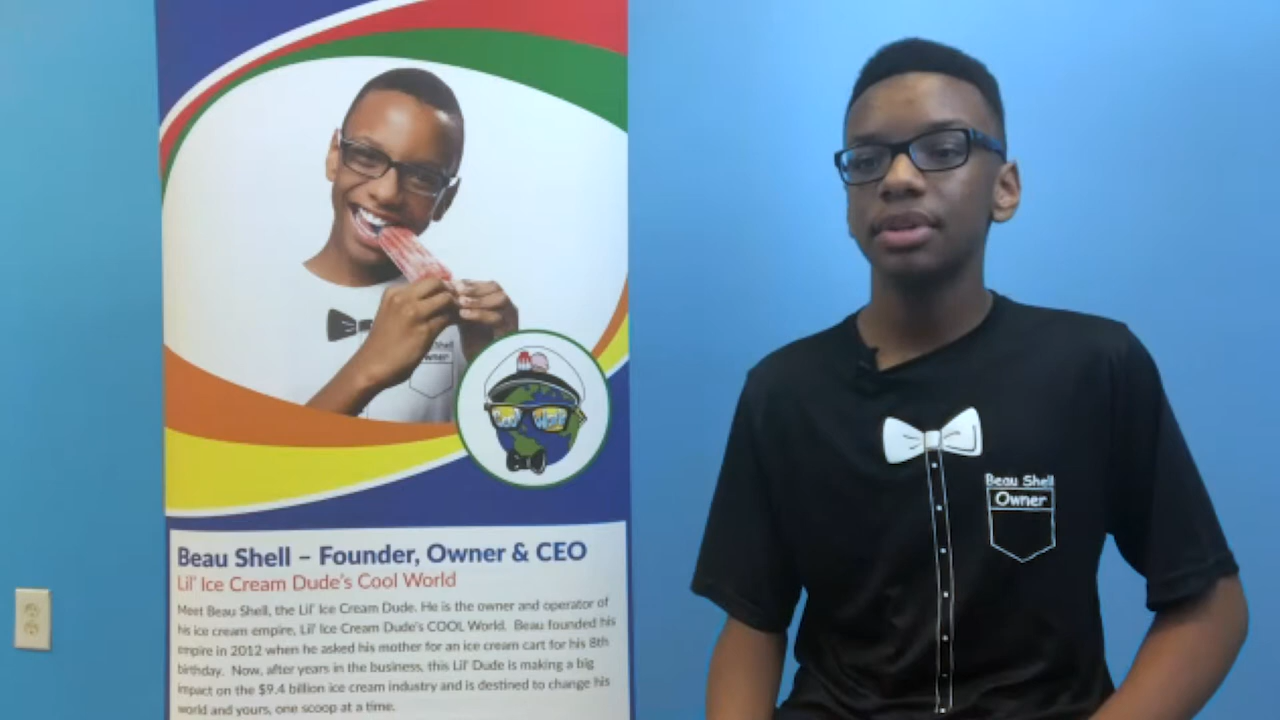 Shell
wner
Cool World
Beau Shell – Founder, Owner & CEO
Lil' Ice Cream Dude's Cool World
Meet Beau Shell, the Lil' Ice Cream Dude. He is the owner and operator of
his ice cream empire, Lil' Ice Cream Dude's COOL World. Beau founded his
empire in 2012 when he asked his mother for an ice cream cart for his 8th
birthday. Now, after years in the business, this Lil' Dude is making a big
impact on the $9.4 billion ice cream industry and is destined to change his
world and yours, one scoop at a time.
Beau Shell
Owner